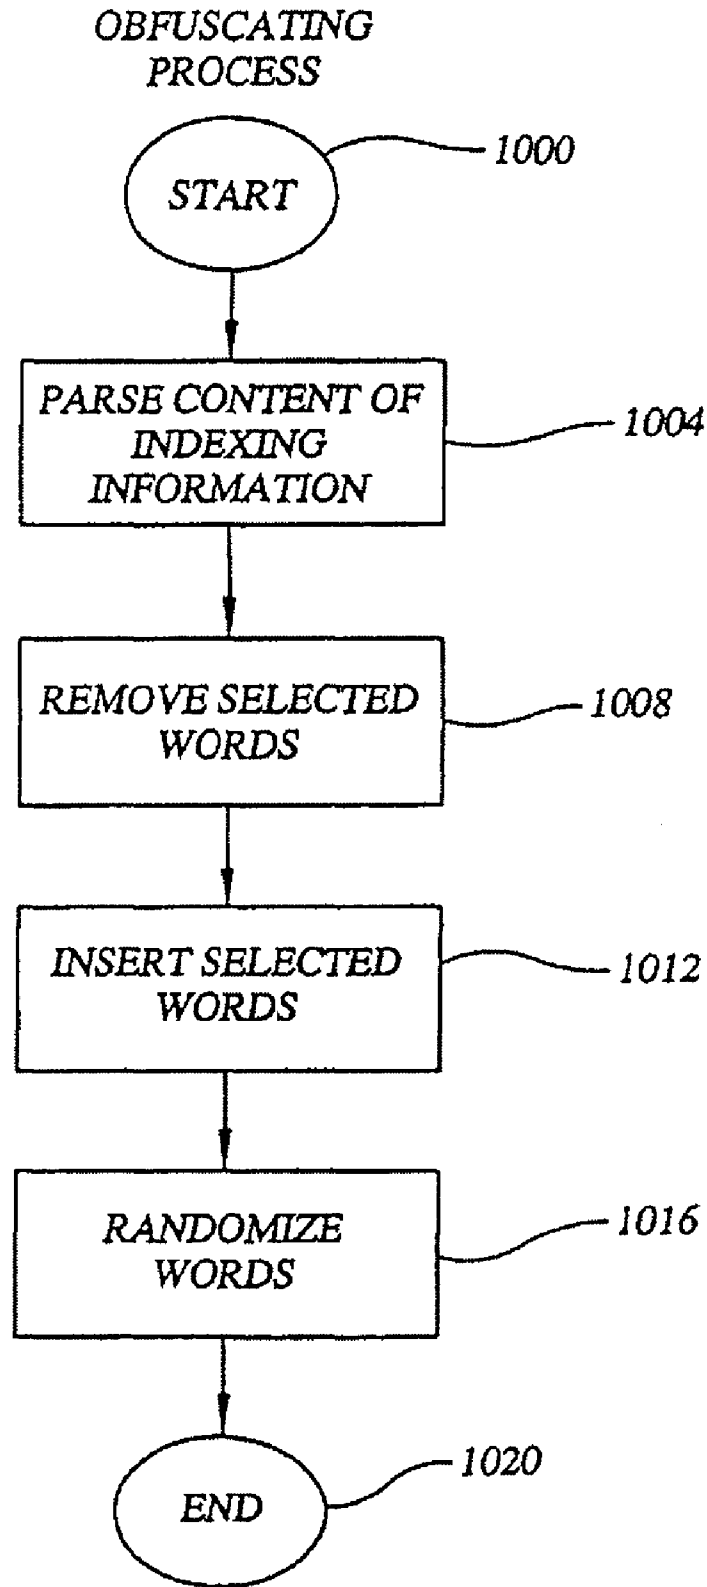 OBFUSCATING
PROCESS
START
1000
PARSE CONTENT OF
INDEXING
INFORMATION
1004
REMOVE SELECTED
WORDS
1008
INSERT SELECTED
WORDS
1012
RANDOMIZE
WORDS
1016
END
1020